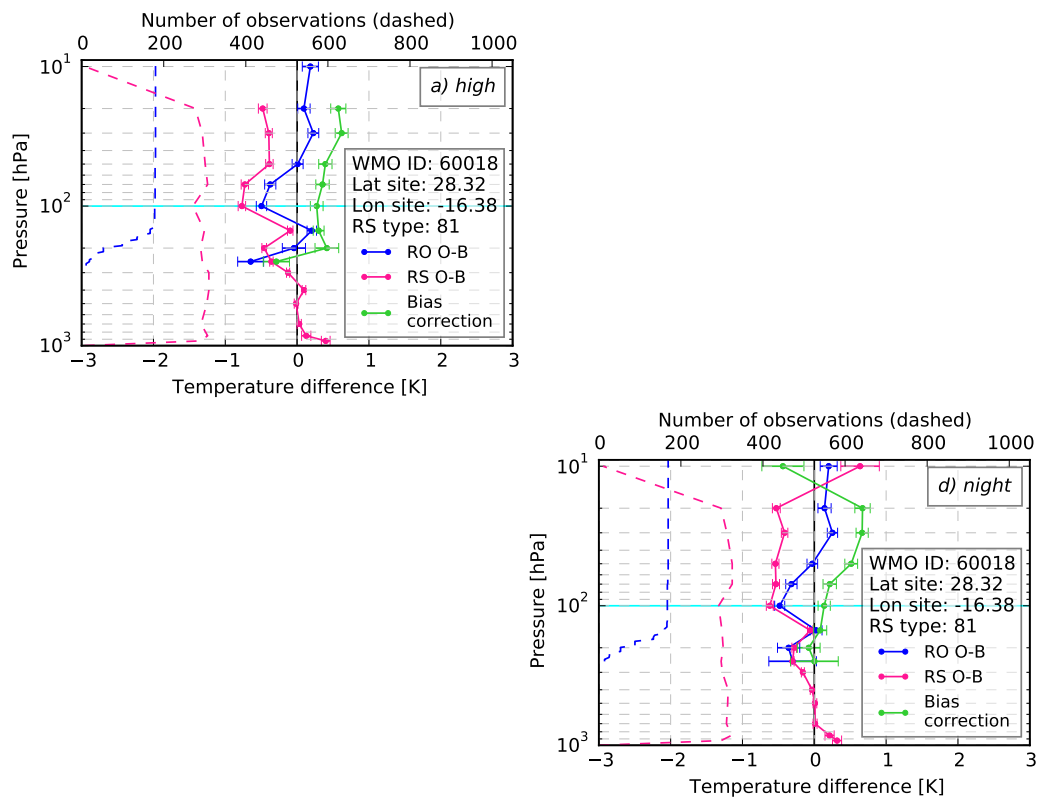 Number of observations (dashed)
0 200 400 600 800 1000
a) high
10¹
10²
10³
Pressure [hPa]
WMO ID: 60018
Lat site: 28.32
Lon site: -16.38
RS type: 81
RO O-B
RS O-B
Bias
correction
−3 −2 −1 0 1 2 3
Temperature difference [K]
Number of observations (dashed)
0 200 400 600 800 1000
d) night
10¹
10²
10³
Pressure [hPa]
WMO ID: 60018
Lat site: 28.32
Lon site: -16.38
RS type: 81
RO O-B
RS O-B
Bias
correction
−3 −2 −1 0 1 2 3
Temperature difference [K]